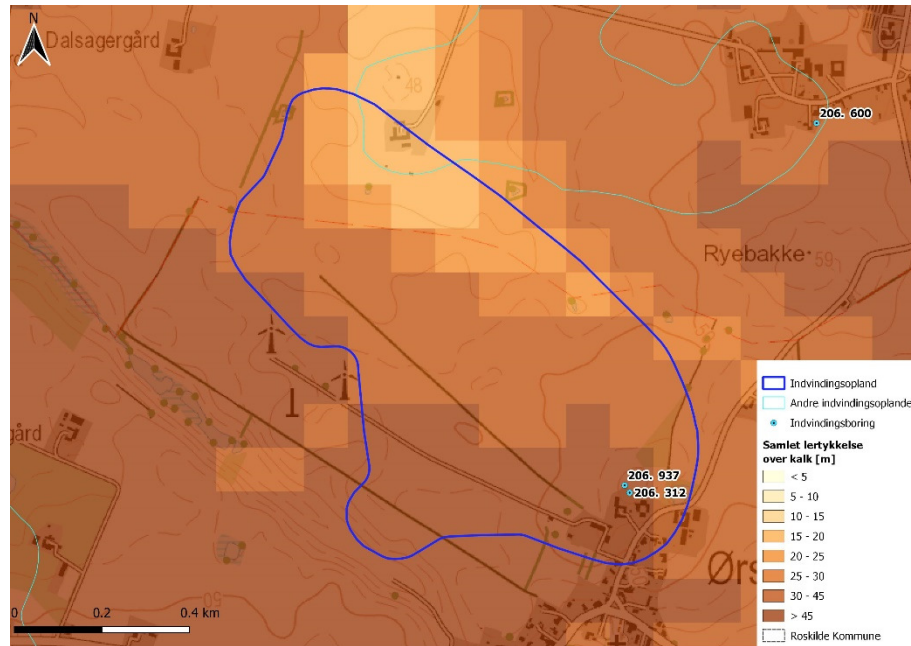 N
Dalsagergård
48
206. 600
Ryebakke
59
gård
206. 937
206. 312
Ørs
50
0
0.2
0.4 km
Indvindingsopland
Andre indvindingsoplande
Indvindingsboring
Samlet lertykkelse
over kalk [m]
< 5
5 - 10
10 - 15
15 - 20
20 - 25
25 - 30
30 - 45
> 45
Roskilde Kommune